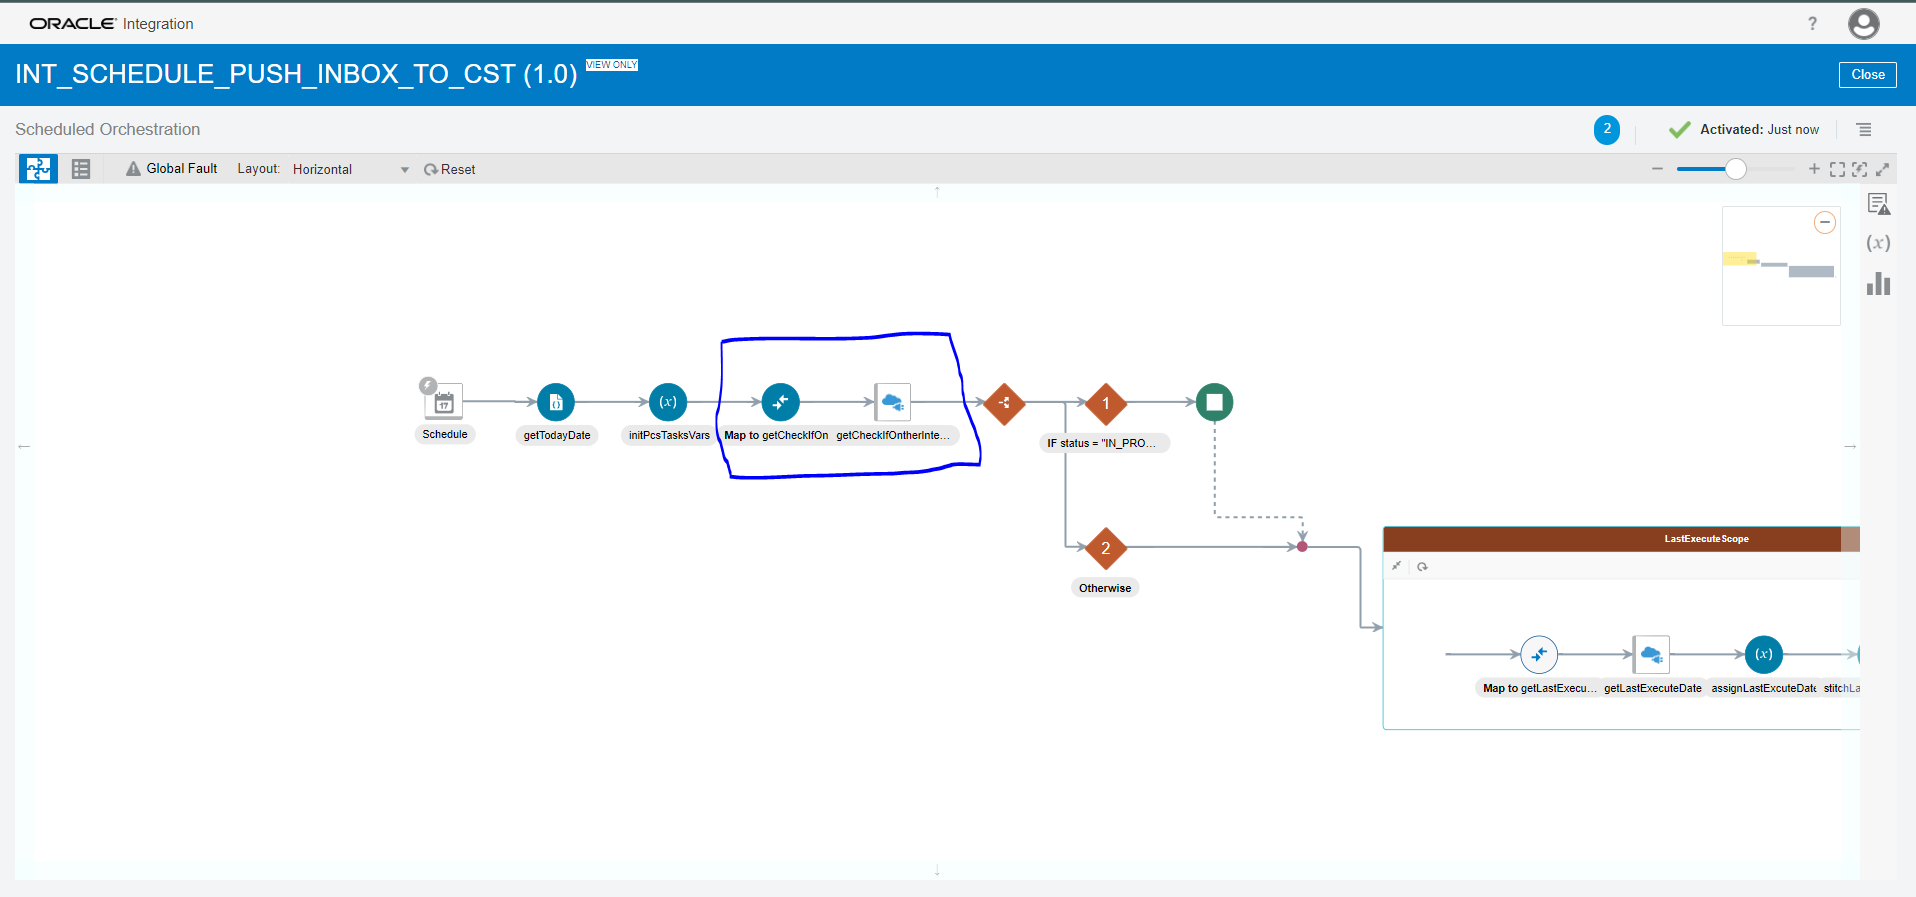 ORACLE Integration
?
INT_SCHEDULE_PUSH_INBOX_TO_CST (1.0) VIEW ONLY
Close
Scheduled Orchestration
2
Activated: Just now
Global Fault
Layout: Horizontal
Reset
(x)
17
(x)
1
Schedule
getTodayDate
initPcsTasksVars
Map to getCheckIfOn
getCheckIfOntherInte...
IF status = "IN_PRO...
2
Otherwise
LastExecuteScope
(x)
Map to getLastExecu...
getLastExecuteDate
assignLastExcuteDate
stitchLa